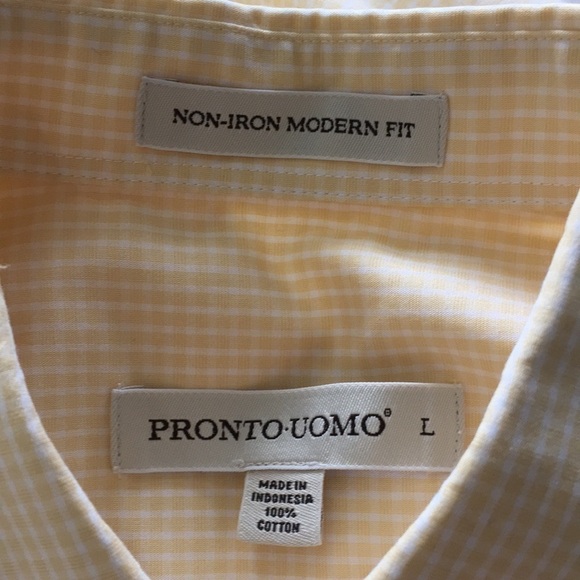 NON-IRON MODERN FIT
PRONTO·UOMO® L
MADE IN
INDONESIA
100%
COTTON